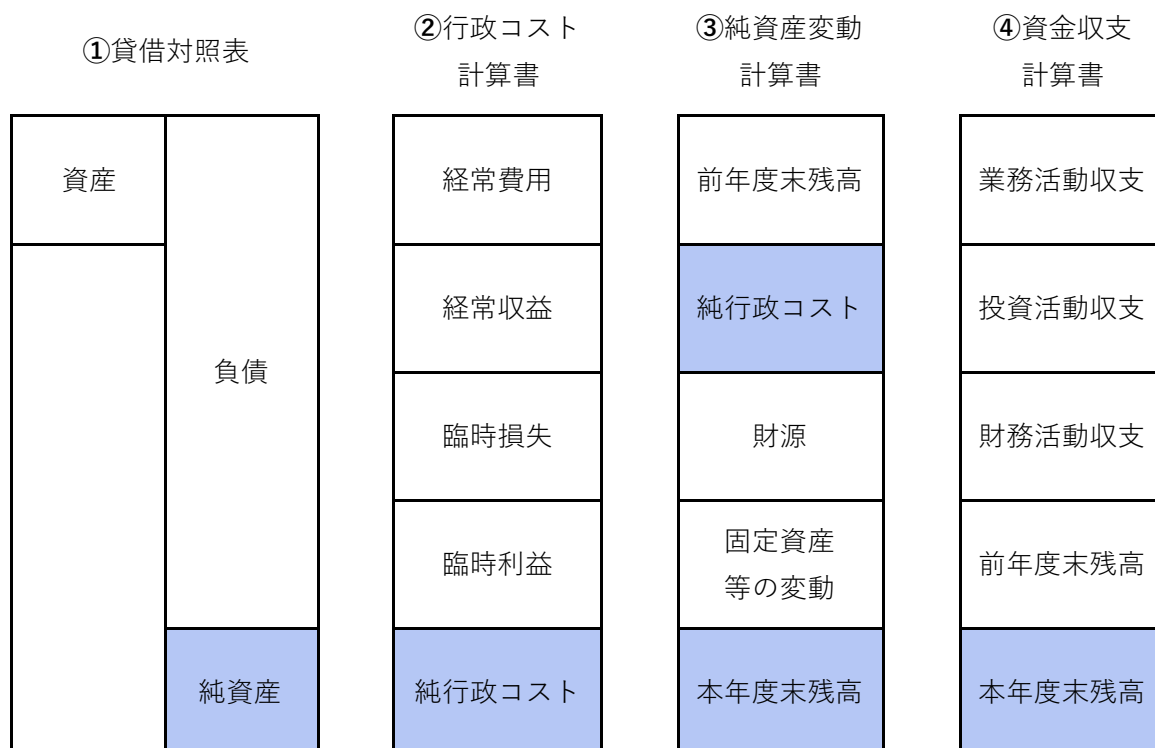 ①貸借対照表
②行政コスト
計算書
③純資産変動
計算書
④資金収支
計算書
資産
負債
純資産
経常費用
経常収益
臨時損失
臨時利益
純行政コスト
前年度末残高
純行政コスト
財源
固定資産
等の変動
本年度末残高
業務活動収支
投資活動収支
財務活動収支
前年度末残高
本年度末残高